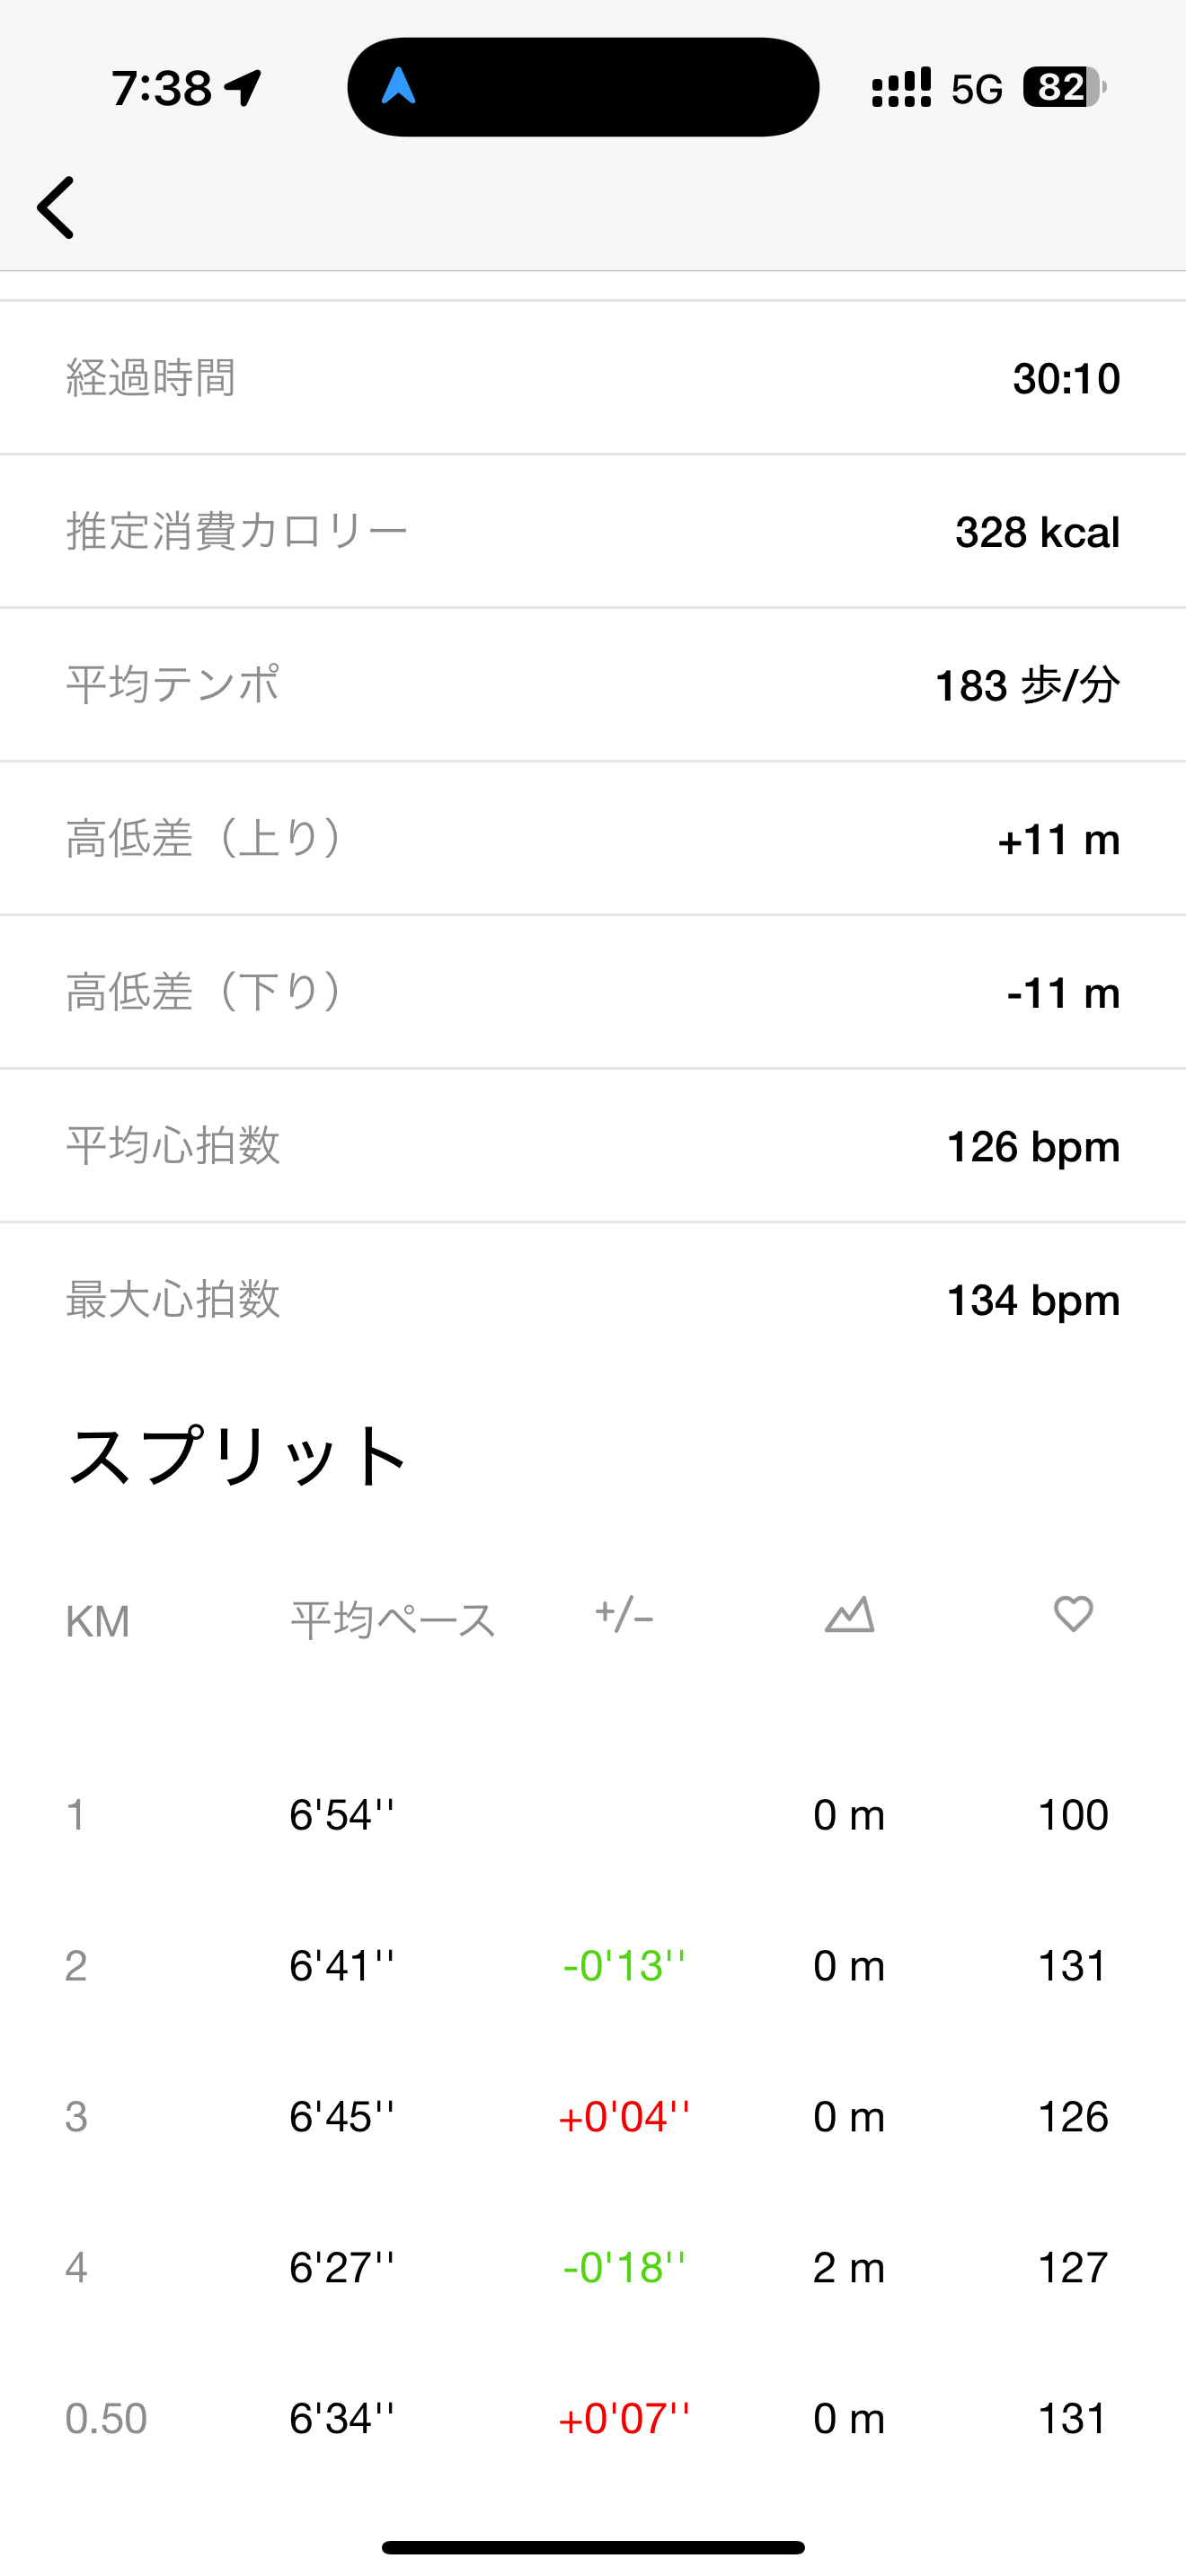 7:38 5G 82
経過時間 30:10
推定消費カロリー 328 kcal
平均テンポ 183 歩/分
高低差（上り） +11 m
高低差（下り） -11 m
平均心拍数 126 bpm
最大心拍数 134 bpm
スプリット
KM 平均ペース +/-
1 6'54'' 0 m 100
2 6'41'' -0'13'' 0 m 131
3 6'45'' +0'04'' 0 m 126
4 6'27'' -0'18'' 2 m 127
0.50 6'34'' +0'07'' 0 m 131